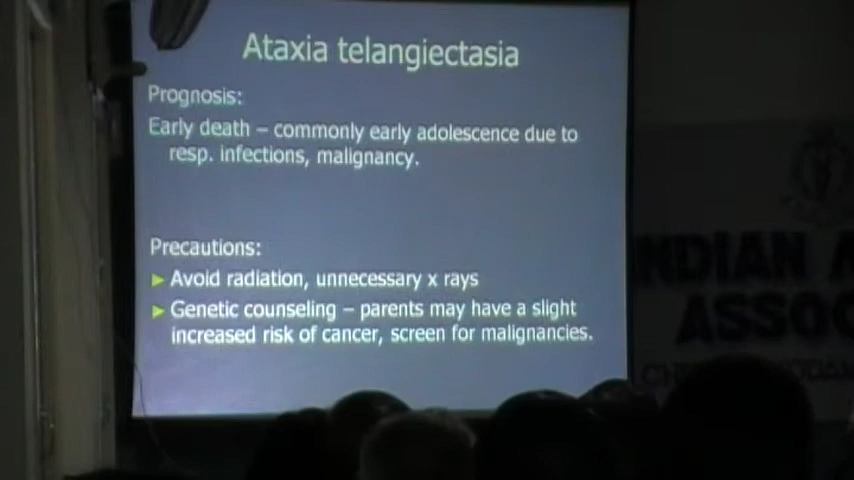 Ataxia telangiectasia
Prognosis:
Early death – commonly early adolescence due to
resp. infections, malignancy.
Precautions:
► Avoid radiation, unnecessary x rays
► Genetic counseling – parents may have a slight
increased risk of cancer, screen for malignancies.
INDIAN